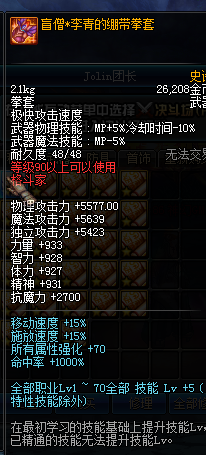 盲僧*李青的绷带拳套
Jolin团长
2.1kg 26,208金
拳套
极快攻击速度
武器物理技能:MP+5%冷却时间-10%
武器魔法技能:MP-5%
耐久度 48/48
等级90以上可以使用
格斗家
无法交易
物理攻击力 +5577.00
魔法攻击力 +5639
独立攻击力 +5423
力量 +933
智力 +928
体力 +927
精神 +931
抗魔力 +2700
移动速度 +15%
施放速度 +15%
所有属性强化 +70
命中率 +1000%
全部职业Lv1 ~ 70全部 技能 Lv +5 (
特性技能除外)
在最初学习的技能基础上提升技能Lv,
已精通的技能无法提升技能Lv。